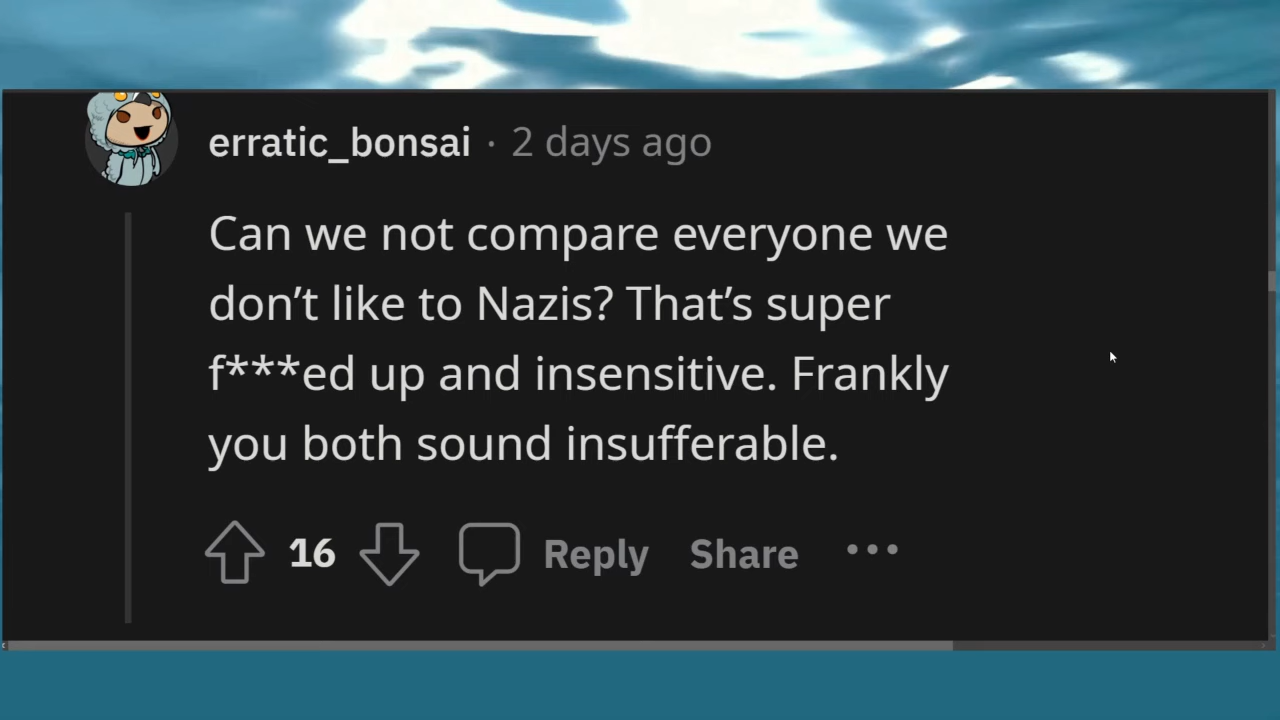 erratic_bonsai · 2 days ago
Can we not compare everyone we
don’t like to Nazis? That’s super
f***ed up and insensitive. Frankly
you both sound insufferable.
16 Reply Share •••